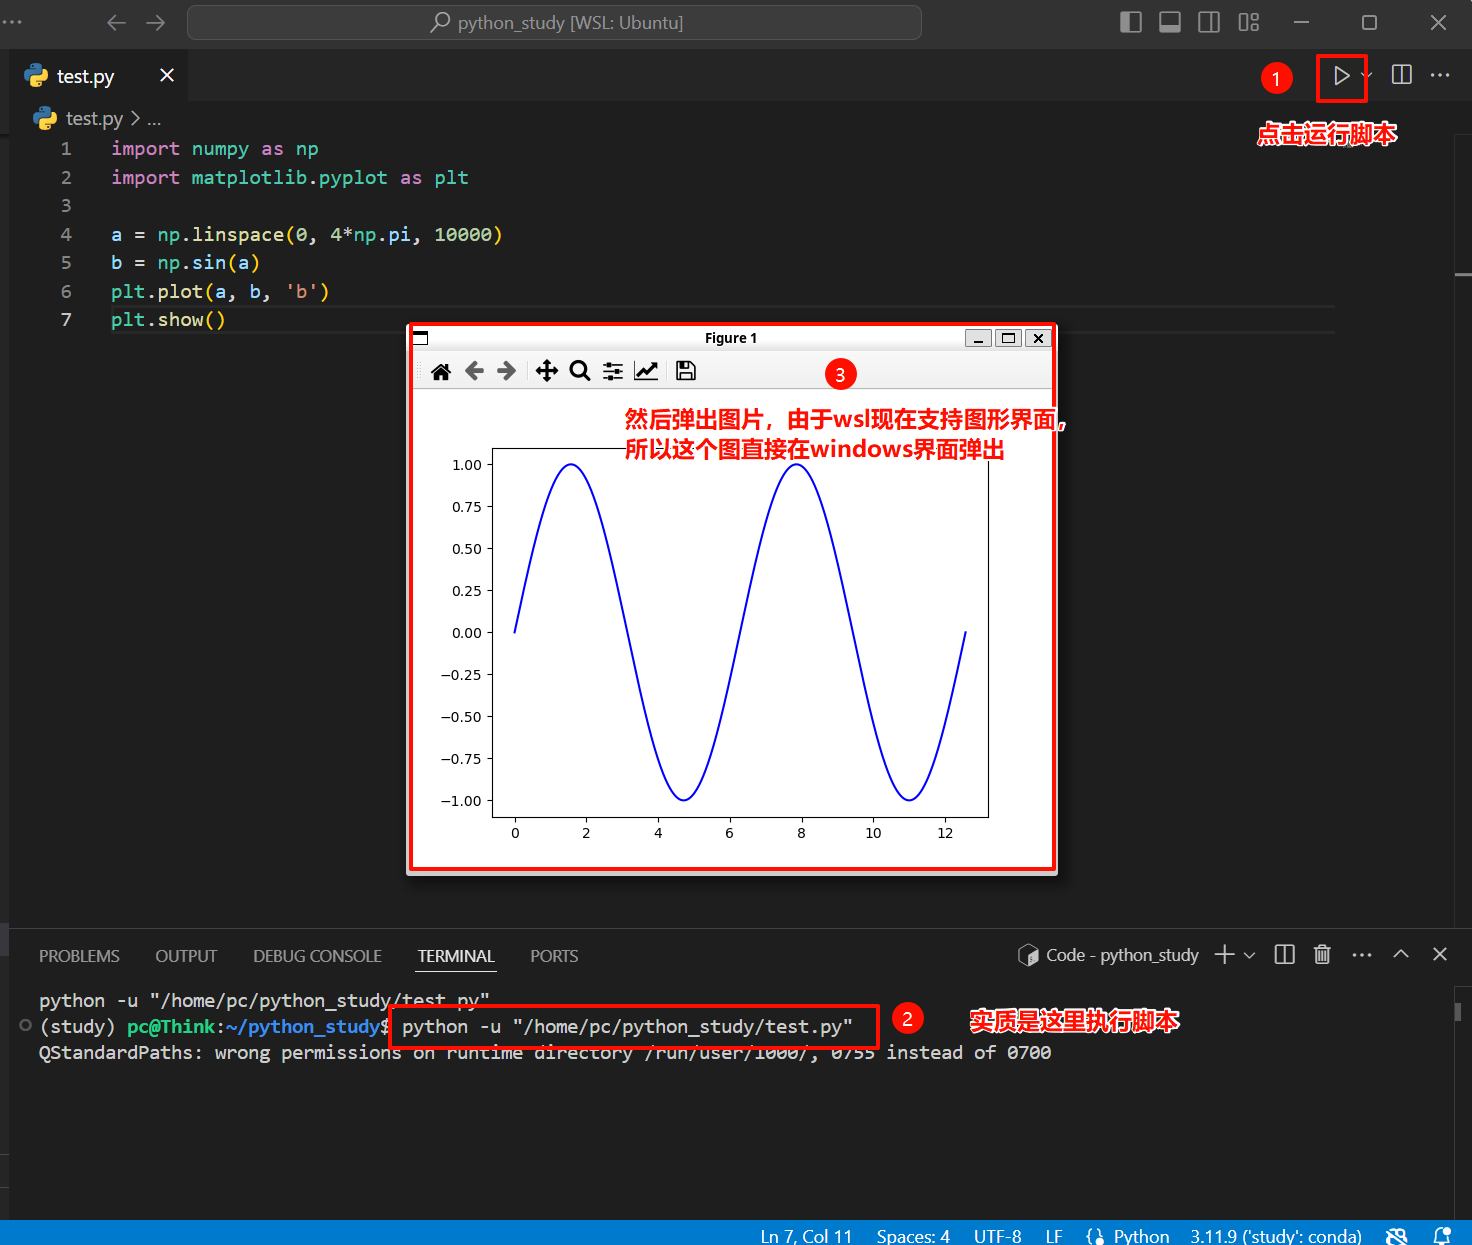 python_study [WSL: Ubuntu]
test.py
1
点击运行脚本
test.py > ...
1 import numpy as np
2 import matplotlib.pyplot as plt
3
4 a = np.linspace(0, 4*np.pi, 10000)
5 b = np.sin(a)
6 plt.plot(a, b, 'b')
7 plt.show()
Figure 1
3
然后弹出图片，由于wsl现在支持图形界面，
所以这个图直接在windows界面弹出
1.00
0.75
0.50
0.25
0.00
−0.25
−0.50
−0.75
−1.00
0 2 4 6 8 10 12
PROBLEMS OUTPUT DEBUG CONSOLE TERMINAL PORTS Code - python_study
python -u "/home/pc/python_study/test.py"
(study) pc@Think:~/python_study$ python -u "/home/pc/python_study/test.py"
2
实质是这里执行脚本
QStandardPaths: wrong permissions on runtime directory /run/user/1000/, 0755 instead of 0700
Ln 7, Col 11 Spaces: 4 UTF-8 LF Python 3.11.9 ('study': conda)